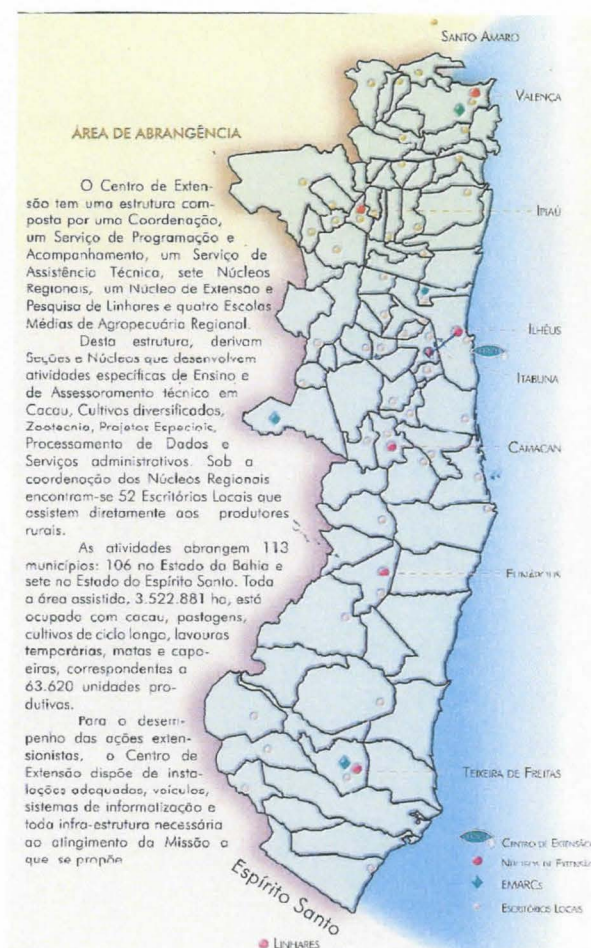 SANTO AMARO
VALENÇA
ÁREA DE ABRANGÊNCIA
O Centro de Exten-
são tem uma estrutura com-
posta por uma Coordenação,
um Serviço de Programação e
Acompanhamento, um Serviço de
Assistência Técnica, sete Núcleos
Regionais, um Núcleo de Extensão e
Pesquisa de Linhares e quatro Escolas
Médias de Agropecuária Regional.
Desta estrutura, derivam
Seções e Núcleos que desenvolvem
atividades específicas de Ensino e
de Assessoramento técnico em
Cacau, Cultivos diversificados,
Zootecnia, Projetos Especiais,
Processamento de Dados e
Serviços administrativos. Sob a
coordenação dos Núcleos Regionais
encontram-se 52 Escritórios Locais que
assistem diretamente aos produtores
rurais.
As atividades abrangem 113
municípios: 106 no Estado da Bahia e
sete no Estado do Espírito Santo. Toda
a área assistida, 3.522.881 ha, está
ocupada com cacau, pastagens,
cultivos de ciclo longo, lavouras
temporárias, matas e capo-
eiras, correspondentes a
63.620 unidades pro-
dutivas.
Para o desem-
penho das ações exten-
sionistas, o Centro de
Extensão dispõe de insta-
lações adequadas, veículos,
sistemas de informatização e
toda infra-estrutura necessária
ao atingimento da Missão a
que se propõe
IPIAÚ
ILHÉUS
ITABUNA
CAMACAN
EUNÁPOLIS
TEIXEIRA DE FREITAS
CENTRO DE EXTENSÃO
NÚCLEOS DE EXTENSÃO
EMARCs
ESCRITÓRIOS LOCAIS
Espírito Santo
LINHARES